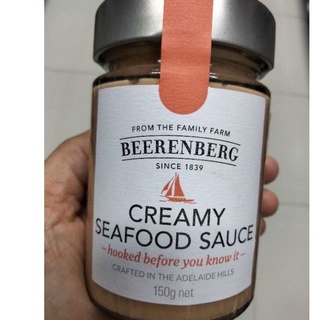 FROM THE FAMILY FARM
BEERENBERG
SINCE 1839
CREAMY
SEAFOOD SAUCE
hooked before you know it
CRAFTED IN THE ADELAIDE HILLS
150g net